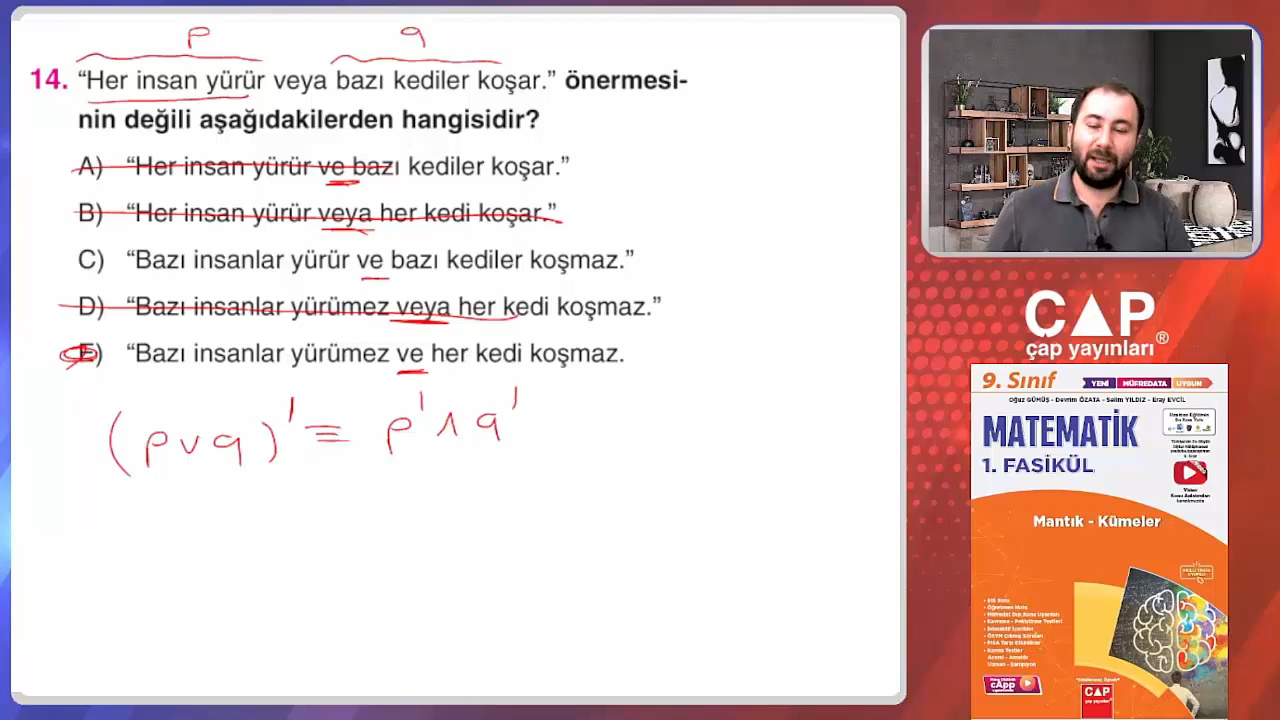 p q
14. “Her insan yürür veya bazı kediler koşar.” önermesi-
nin değili aşağıdakilerden hangisidir?
A) “Her insan yürür ve bazı kediler koşar.”
B) “Her insan yürür veya her kedi koşar.”
C) “Bazı insanlar yürür ve bazı kediler koşmaz.”
D) “Bazı insanlar yürümez veya her kedi koşmaz.”
E) “Bazı insanlar yürümez ve her kedi koşmaz.
(p∨q)' ≡ p' ∧ q'
ÇAP®
çap yayınları
9. Sınıf YENİ MÜFREDATA UYGUN
Oğuz GÜMÜŞ - Devrim ÖZATA - Selim YILDIZ - Eray EVCİL
MATEMATİK
1. FASİKÜL
Mantık - Kümeler
ÇAP